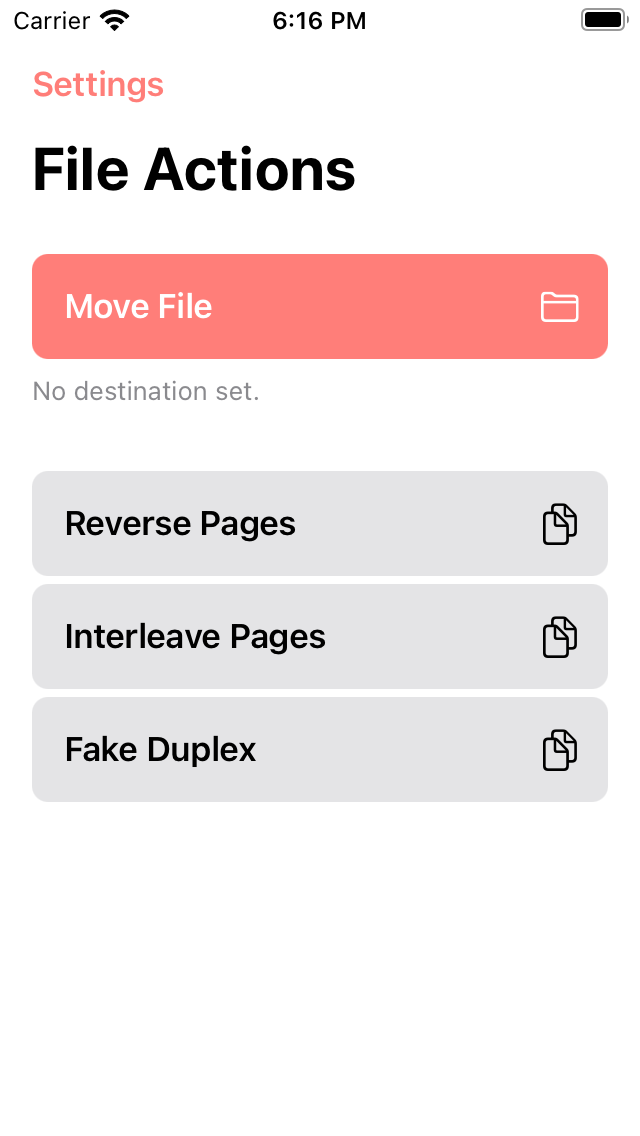 Carrier 6:16 PM
Settings
File Actions
Move File
No destination set.
Reverse Pages
Interleave Pages
Fake Duplex